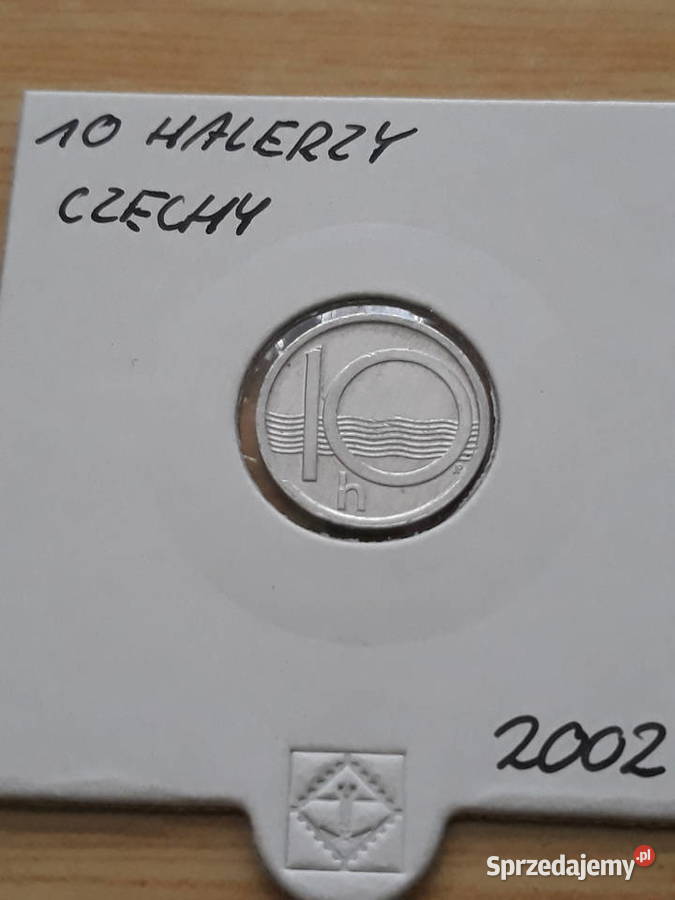 10 HALERZY
CZECHY
10
h
2002
Sprzedajemy.pl